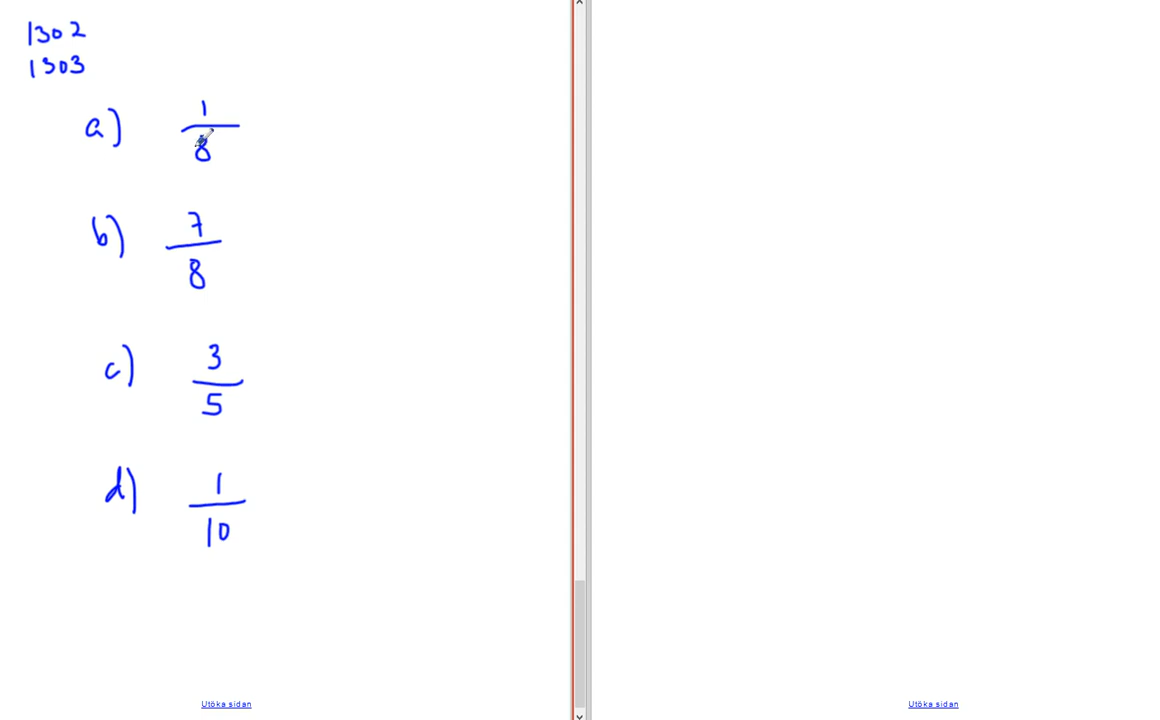 1302
1303
a) 1/8
b) 7/8
c) 3/5
d) 1/10
Utöka sidan
Utöka sidan